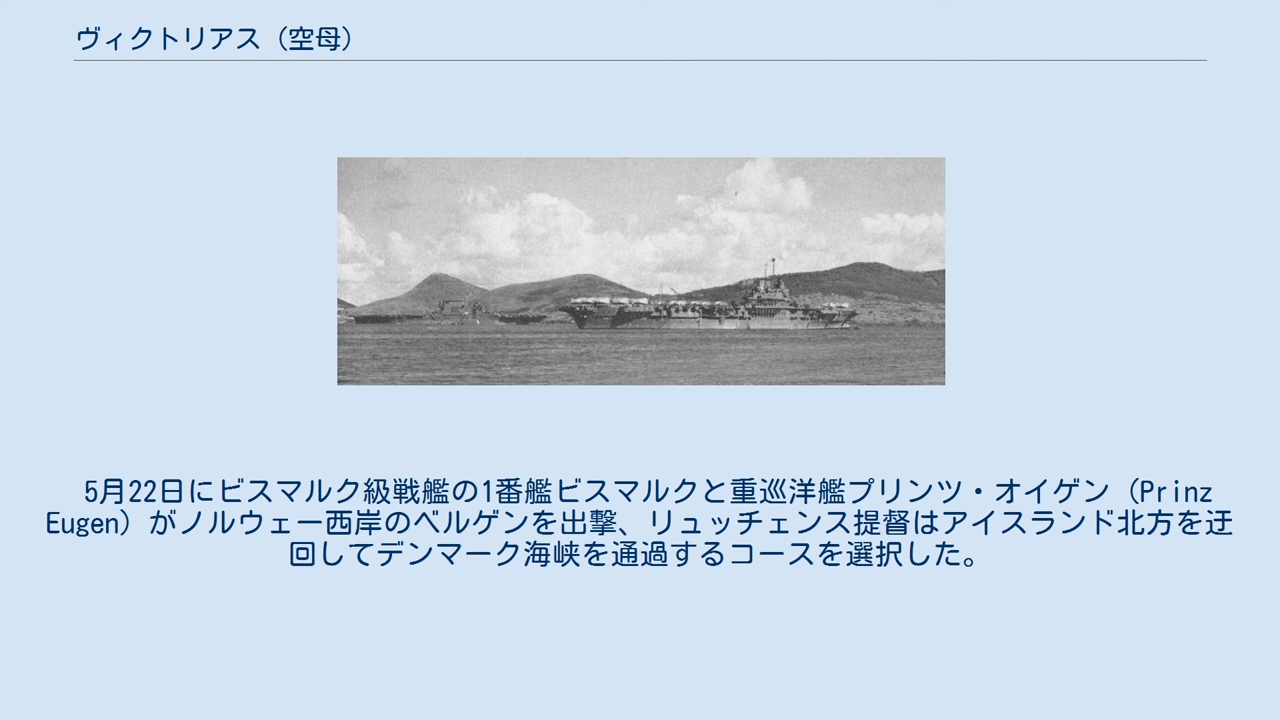 ヴィクトリアス（空母）
5月22日にビスマルク級戦艦の1番艦ビスマルクと重巡洋艦プリンツ・オイゲン（Prinz
Eugen）がノルウェー西岸のベルゲンを出撃、リュッチェンス提督はアイスランド北方を迂
回してデンマーク海峡を通過するコースを選択した。